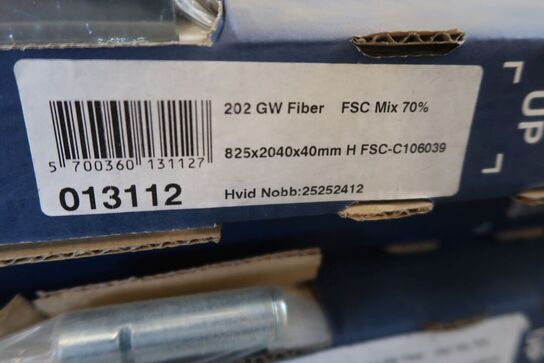 202 GW Fiber FSC Mix 70%
825x2040x40mm H FSC-C106039
5 700360 131127
013112 Hvid Nobb:25252412
UP